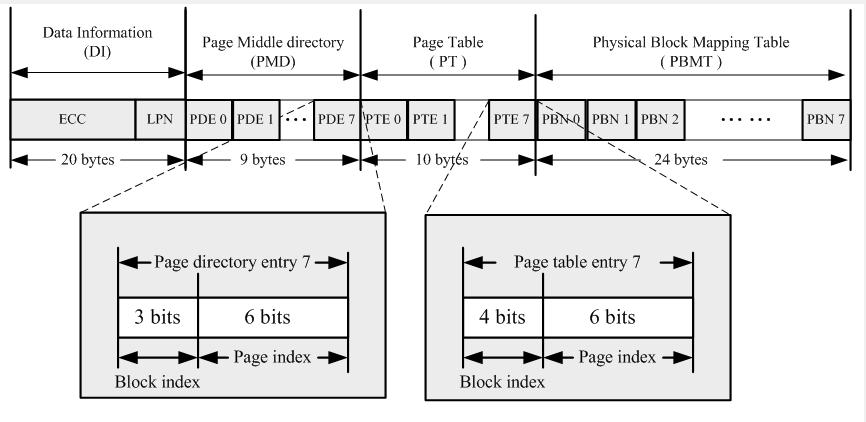 Data Information
(DI)
Page Middle directory
(PMD)
Page Table
( PT )
Physical Block Mapping Table
( PBMT )
ECC
LPN
PDE 0
PDE 1
...
PDE 7
PTE 0
PTE 1
PTE 7
PBN 0
PBN 1
PBN 2
... ...
PBN 7
20 bytes
9 bytes
10 bytes
24 bytes
Page directory entry 7
3 bits
6 bits
Page index
Block index
Page table entry 7
4 bits
6 bits
Page index
Block index